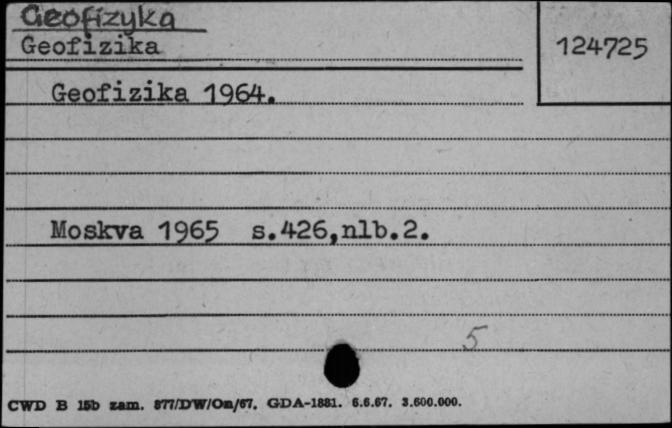 Geofizyka
Geofizika
124725
Geofizika 1964.
Moskva 1965 s.426,nlb.2.
5
CWD B 15b zam. 877/DW/Om/67. GDA-1881. 6.6.67. 3.600.000.